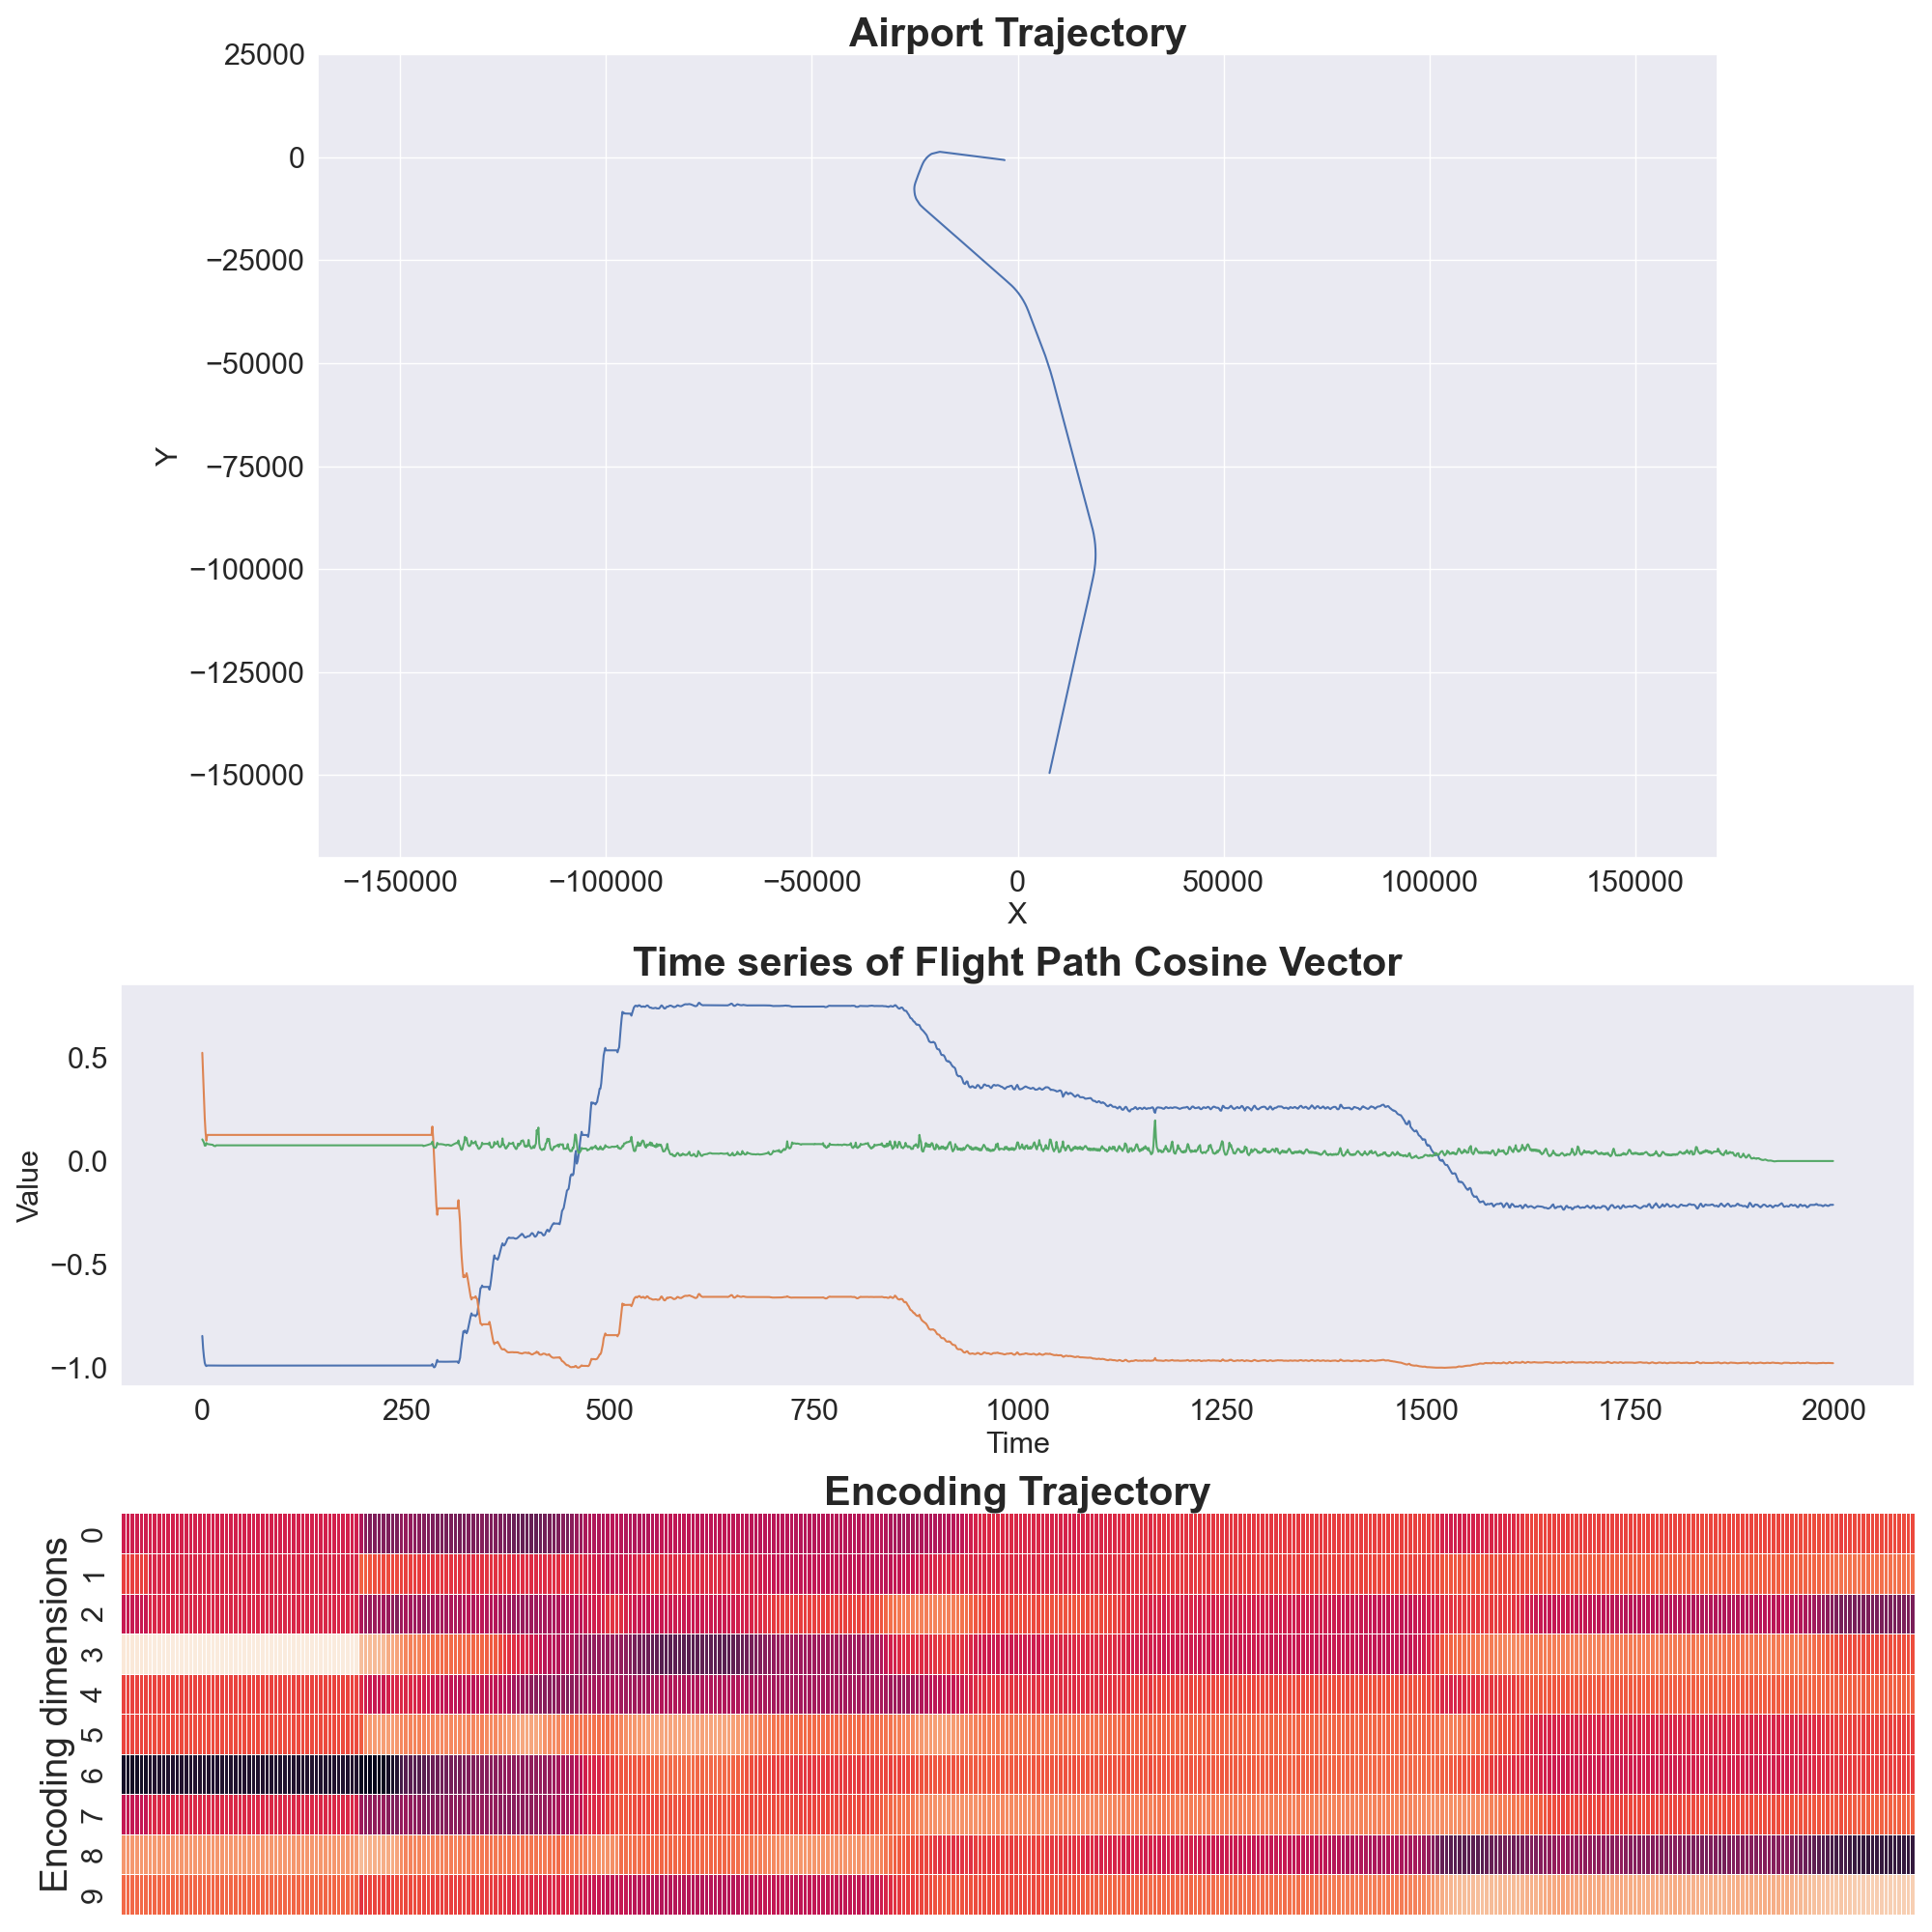 Airport Trajectory
25000
0
−25000
−50000
−75000
−100000
−125000
−150000
Y
−150000 −100000 −50000 0 50000 100000 150000
X
Time series of Flight Path Cosine Vector
0.5
0.0
−0.5
−1.0
Value
0 250 500 750 1000 1250 1500 1750 2000
Time
Encoding Trajectory
Encoding dimensions
0
1
2
3
4
5
6
7
8
9